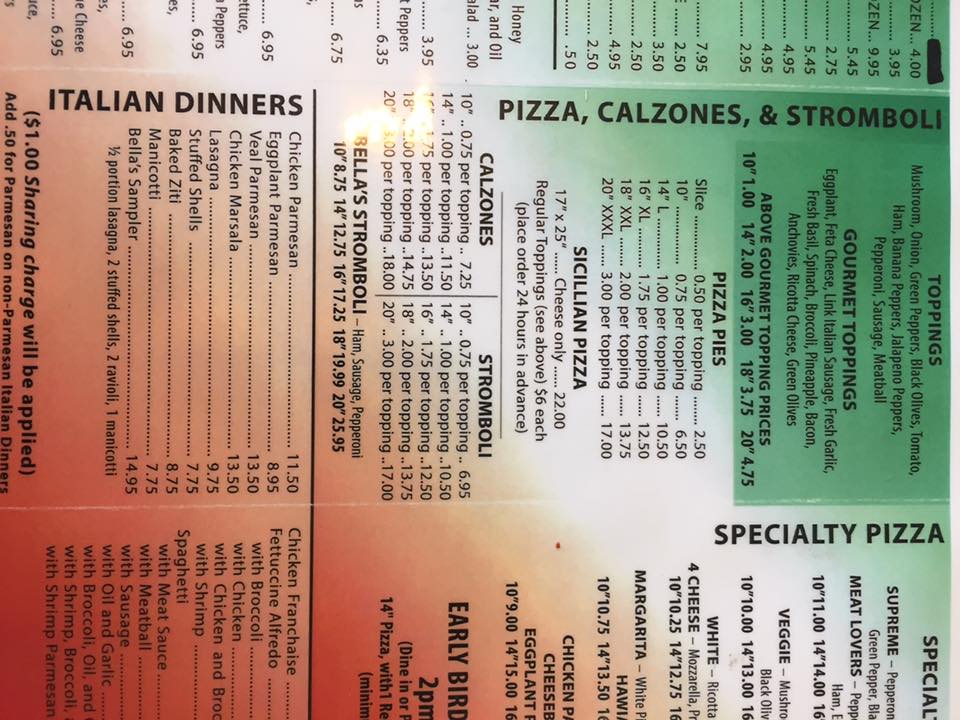 OZEN... 4.00
3.95
OZEN... 9.95
5.45
2.75
5.45
4.95
4.95
2.95
7.95
2.50
3.50
2.50
4.95
2.50
.50
Honey
ar, and Oil
alad ... 3.00
3.95
t Peppers
6.35
6.75
6.95
ettuce,
a Peppers
6.95
6.95
ne Cheese
6.95
PIZZA, CALZONES, & STROMBOLI
TOPPINGS
Mushroom, Onion, Green Peppers, Black Olives, Tomato,
Ham, Banana Peppers, Jalapeno Peppers,
Pepperoni, Sausage, Meatball
GOURMET TOPPINGS
Eggplant, Feta Cheese, Link Italian Sausage, Fresh Garlic,
Fresh Basil, Spinach, Broccoli, Pineapple, Bacon,
Anchovies, Ricotta Cheese, Green Olives
ABOVE GOURMET TOPPING PRICES
10" 1.00 14" 2.00 16" 3.00 18" 3.75 20" 4.75
PIZZA PIES
Slice ........ 0.50 per topping ...... 2.50
10" .......... 0.75 per topping ...... 6.50
14" L ....... 1.00 per topping ...... 10.50
16" XL ..... 1.75 per topping ...... 12.50
18" XXL ... 2.00 per topping ...... 13.75
20" XXXL .. 3.00 per topping ...... 17.00
SICILLIAN PIZZA
17" x 25" ...... Cheese only ...... 22.00
Regular Toppings (see above) $6 each
(place order 24 hours in advance)
CALZONES
10" .. 0.75 per topping .. 7.25
14" .. 1.00 per topping .. 11.50
16" .. 1.75 per topping .. 13.50
18" .. 2.00 per topping .. 14.75
20" .. 3.00 per topping .. 18.00
STROMBOLI
10" .. 0.75 per topping .. 6.95
14" .. 1.00 per topping .. 10.50
16" .. 1.75 per topping .. 12.50
18" .. 2.00 per topping .. 13.75
20" .. 3.00 per topping .. 17.00
BELLA'S STROMBOLI – Ham, Sausage, Pepperoni
10" 8.75 14" 12.75 16" 17.25 18" 19.99 20" 25.95
SPECIALTY PIZZA
SPECIA
SUPREME – Pepperon
Green Pepper, Bla
MEAT LOVERS – Pepp
Ham, B
10" 11.00 14" 14.00 16
VEGGIE – Mushro
Black Oliv
10" 10.00 14" 13.00 16
WHITE – Ricotta
4 CHEESE – Mozzarella, Pr
10" 10.25 14" 12.75 16"
MARGARITA – White Pi
HAWIA
10" 10.75 14" 13.50 16
CHICKEN PA
CHEESEB
EGGPLANT P
10" 9.00 14" 15.00 16"
EARLY BIRD
2pm
(Dine in or P
14" Pizza, with 1 Re
(minim
ITALIAN DINNERS
Chicken Parmesan ........ 11.50
Eggplant Parmesan ........ 8.95
Veal Parmesan ........ 13.50
Chicken Marsala ........ 13.50
Lasagna ........ 9.75
Stuffed Shells ........ 7.75
Baked Ziti ........ 8.75
Manicotti ........ 7.75
Bella's Sampler ........ 14.95
½ portion lasagna, 2 stuffed shells, 2 ravioli, 1 manicotti
Chicken Franchaise
Fettuccine Alfredo
with Broccoli
with Chicken
with Chicken and Broc
with Shrimp
Spaghetti
with Meat Sauce
with Meatball
with Sausage
with Oil and Garlic
with Broccoli, Oil, and
with Shrimp, Broccoli,
with Shrimp Parmesan
($1.00 Sharing charge will be applied)
Add .50 for Parmesan on non-Parmesan Italian Dinners